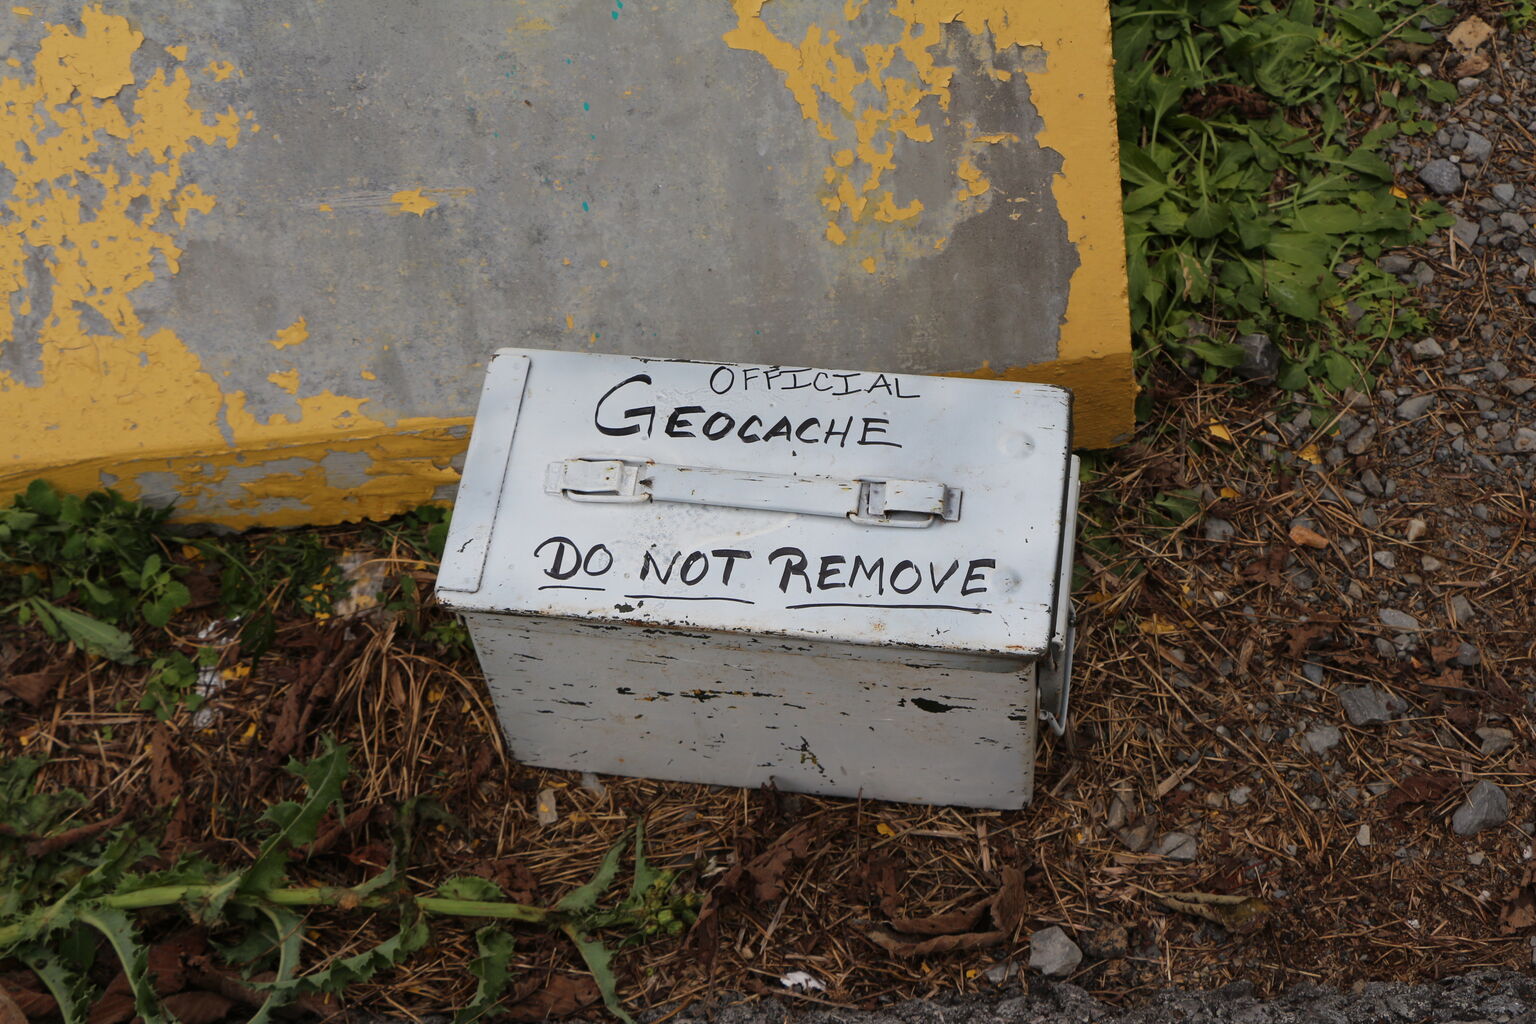 OFFICIAL
GEOCACHE
DO NOT REMOVE